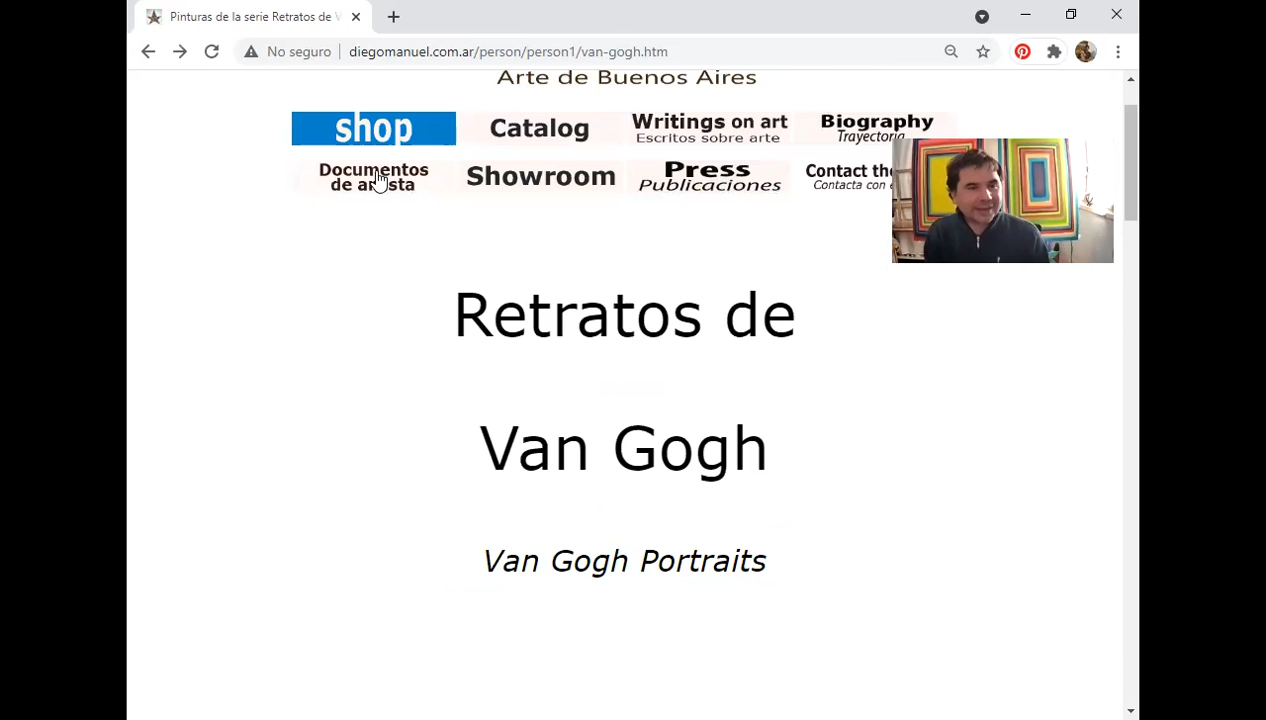 Pinturas de la serie Retratos de V
No seguro
diegomanuel.com.ar/person/person1/van-gogh.htm
Arte de Buenos Aires
shop
Catalog
Writings on art
Escritos sobre arte
Biography
Trayectoria
Documentos
de artista
Showroom
Press
Publicaciones
Contact the
Contacta con e
Retratos de
Van Gogh
Van Gogh Portraits